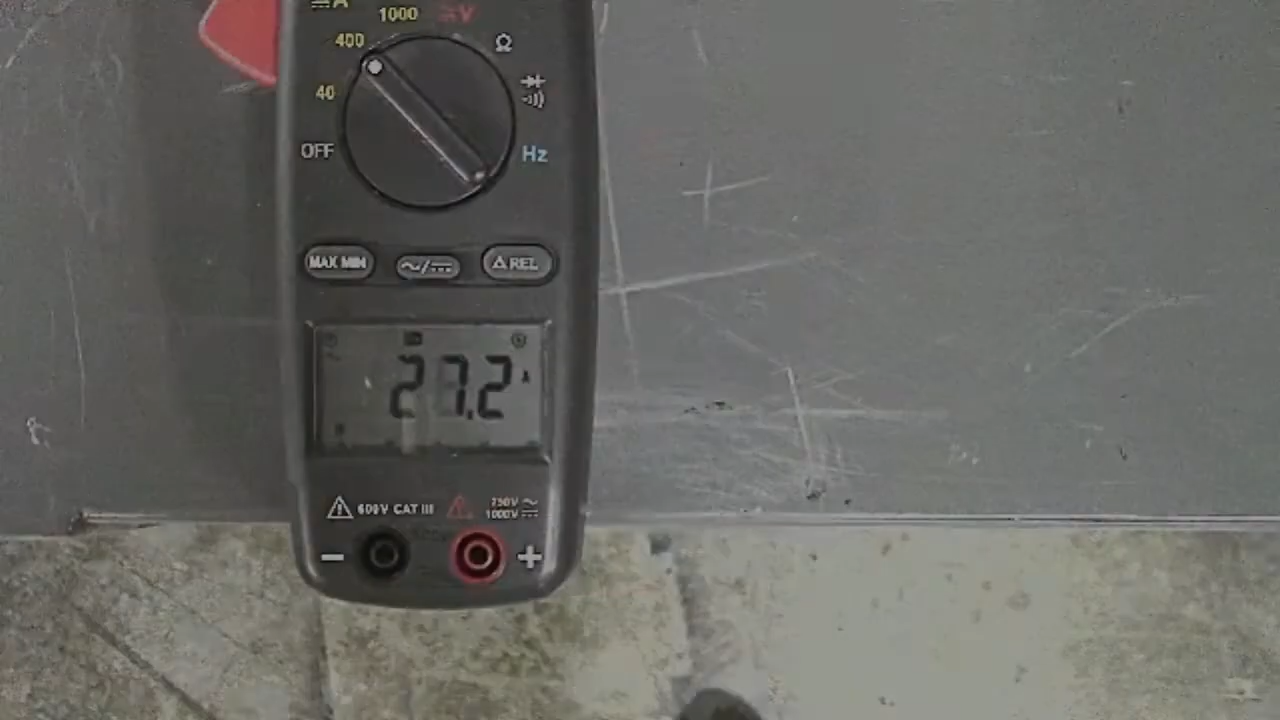 A
1000
V
400
Ω
40
OFF
Hz
MAX MIN
~/
Δ REL
27.2
A
600V CAT III
750V ~
1000V
− +